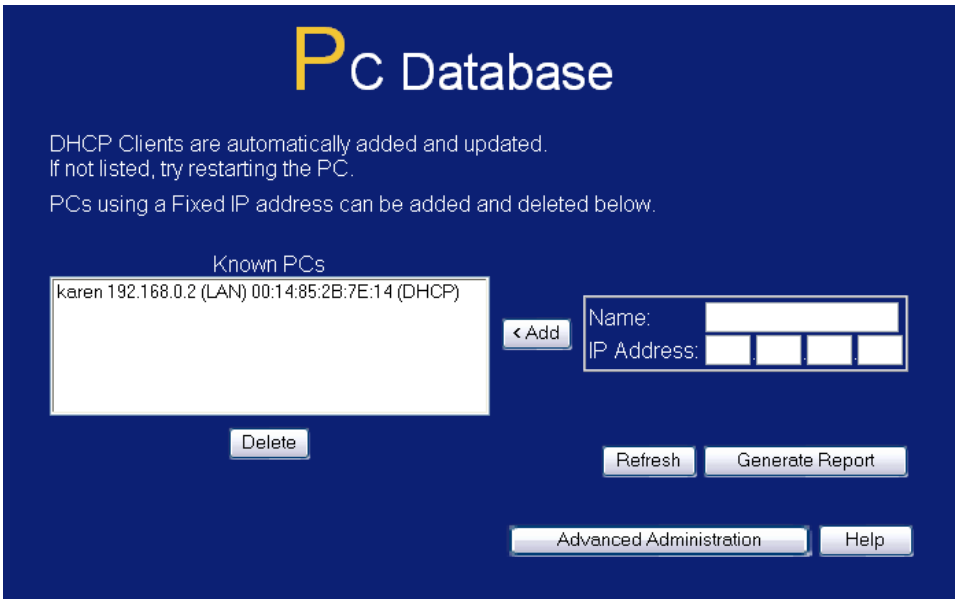 PC Database
DHCP Clients are automatically added and updated.
If not listed, try restarting the PC.
PCs using a Fixed IP address can be added and deleted below.
Known PCs
karen 192.168.0.2 (LAN) 00:14:85:2B:7E:14 (DHCP)
< Add
Name:
IP Address: . . .
Delete
Refresh
Generate Report
Advanced Administration
Help